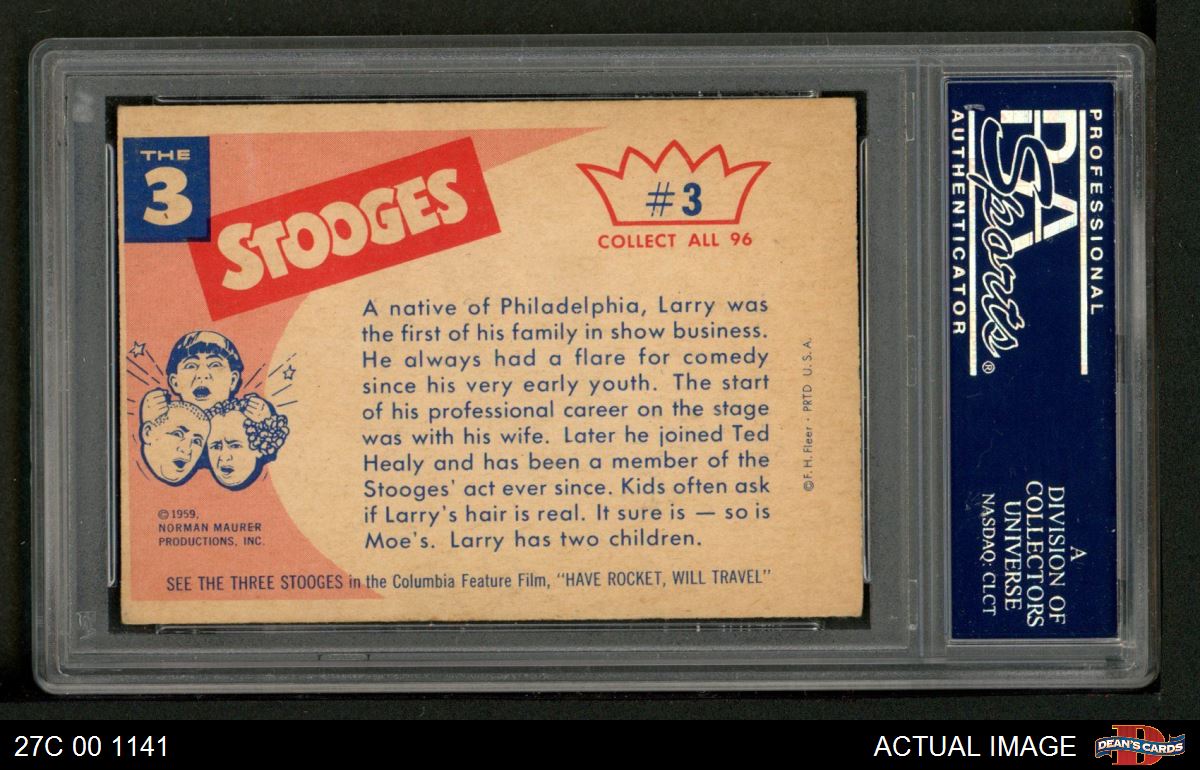 THE
3
STOOGES
#3
COLLECT ALL 96
A native of Philadelphia, Larry was
the first of his family in show business.
He always had a flare for comedy
since his very early youth. The start
of his professional career on the stage
was with his wife. Later he joined Ted
Healy and has been a member of the
Stooges' act ever since. Kids often ask
if Larry's hair is real. It sure is — so is
Moe's. Larry has two children.
© F. H. Fleer • PRTD U. S. A.
© 1959,
NORMAN MAURER
PRODUCTIONS, INC.
SEE THE THREE STOOGES in the Columbia Feature Film, "HAVE ROCKET, WILL TRAVEL"
PROFESSIONAL
PSA
Sports®
AUTHENTICATOR
A
DIVISION OF
COLLECTORS
UNIVERSE
NASDAQ: CLCT
27C 00 1141
ACTUAL IMAGE
D
DEAN'S CARDS